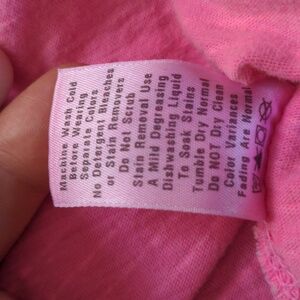 Machine Wash Cold
Before Wearing
Separate Colors
No Detergent Bleaches
or Stain Removers
Do Not Scrub
Stain Removal Use
A Mild Degreasing
Dishwashing Liquid
To Soak Stains
Tumble Dry Normal
Do NOT Dry Clean
Color Variances
Fading Are Normal